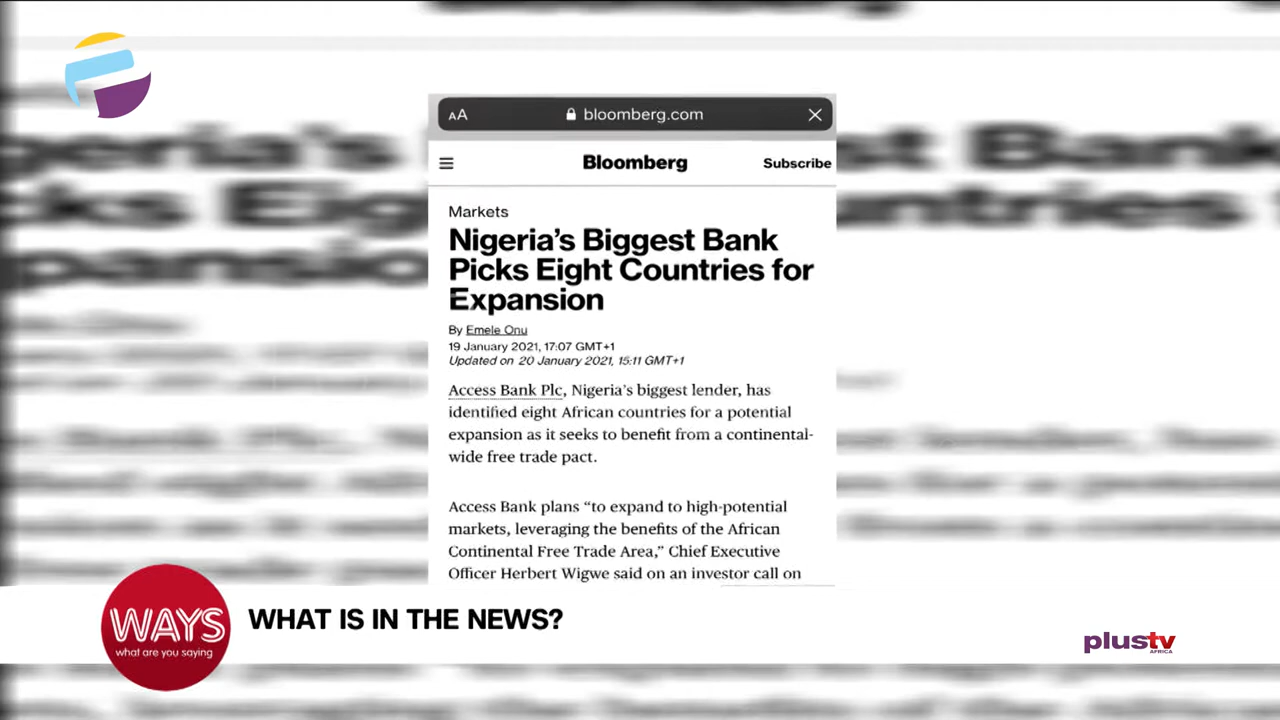 AA bloomberg.com
Bloomberg Subscribe
Markets
Nigeria’s Biggest Bank
Picks Eight Countries for
Expansion
By Emele Onu
19 January 2021, 17:07 GMT+1
Updated on 20 January 2021, 15:11 GMT+1
Access Bank Plc, Nigeria’s biggest lender, has
identified eight African countries for a potential
expansion as it seeks to benefit from a continental-
wide free trade pact.
Access Bank plans “to expand to high-potential
markets, leveraging the benefits of the African
Continental Free Trade Area,” Chief Executive
Officer Herbert Wigwe said on an investor call on
WAYS
what are you saying
WHAT IS IN THE NEWS?
plustv
AFRICA